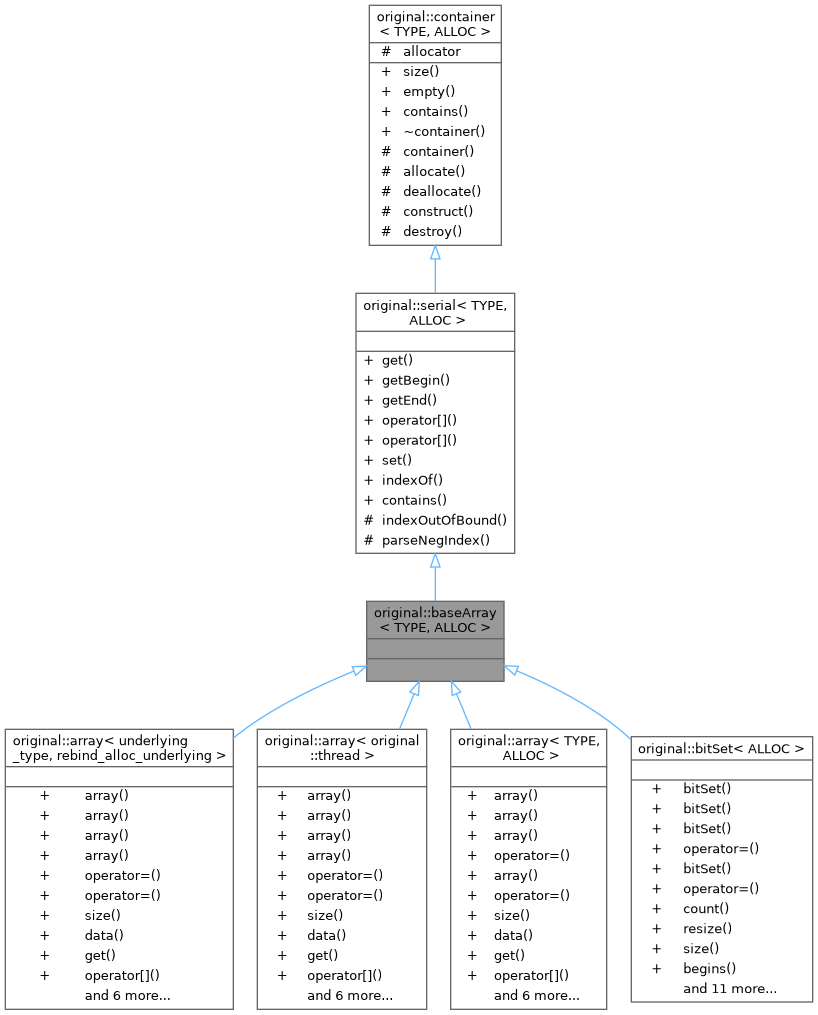 original::container
< TYPE, ALLOC >
# allocator
+ size()
+ empty()
+ contains()
+ ~container()
# container()
# allocate()
# deallocate()
# construct()
# destroy()
original::serial< TYPE,
ALLOC >
+ get()
+ getBegin()
+ getEnd()
+ operator[]()
+ operator[]()
+ set()
+ indexOf()
+ contains()
# indexOutOfBound()
# parseNegIndex()
original::baseArray
< TYPE, ALLOC >
original::array< underlying
_type, rebind_alloc_underlying >
+ array()
+ array()
+ array()
+ array()
+ operator=()
+ operator=()
+ size()
+ data()
+ get()
+ operator[]()
and 6 more...
original::array< original
::thread >
+ array()
+ array()
+ array()
+ array()
+ operator=()
+ operator=()
+ size()
+ data()
+ get()
+ operator[]()
and 6 more...
original::array< TYPE,
ALLOC >
+ array()
+ array()
+ array()
+ operator=()
+ array()
+ operator=()
+ size()
+ data()
+ get()
+ operator[]()
and 6 more...
original::bitSet< ALLOC >
+ bitSet()
+ bitSet()
+ bitSet()
+ operator=()
+ bitSet()
+ operator=()
+ count()
+ resize()
+ size()
+ begins()
and 11 more...